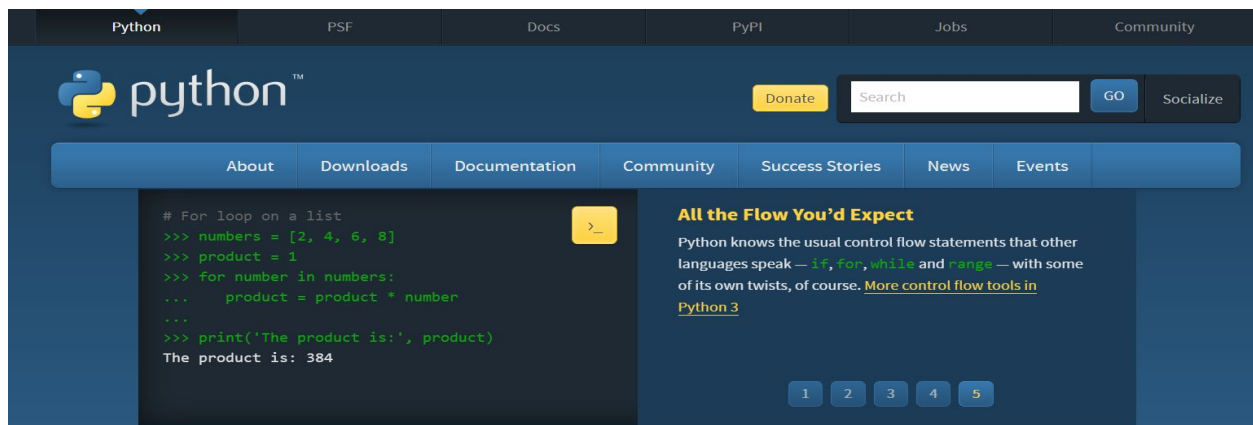 Python PSF Docs PyPI Jobs Community
python™
Donate Search GO Socialize
About Downloads Documentation Community Success Stories News Events
# For loop on a list
>>> numbers = [2, 4, 6, 8]
>>> product = 1
>>> for number in numbers:
...    product = product * number
...
>>> print('The product is:', product)
The product is: 384
>_
All the Flow You’d Expect
Python knows the usual control flow statements that other
languages speak — if, for, while and range — with some
of its own twists, of course. More control flow tools in
Python 3
1 2 3 4 5